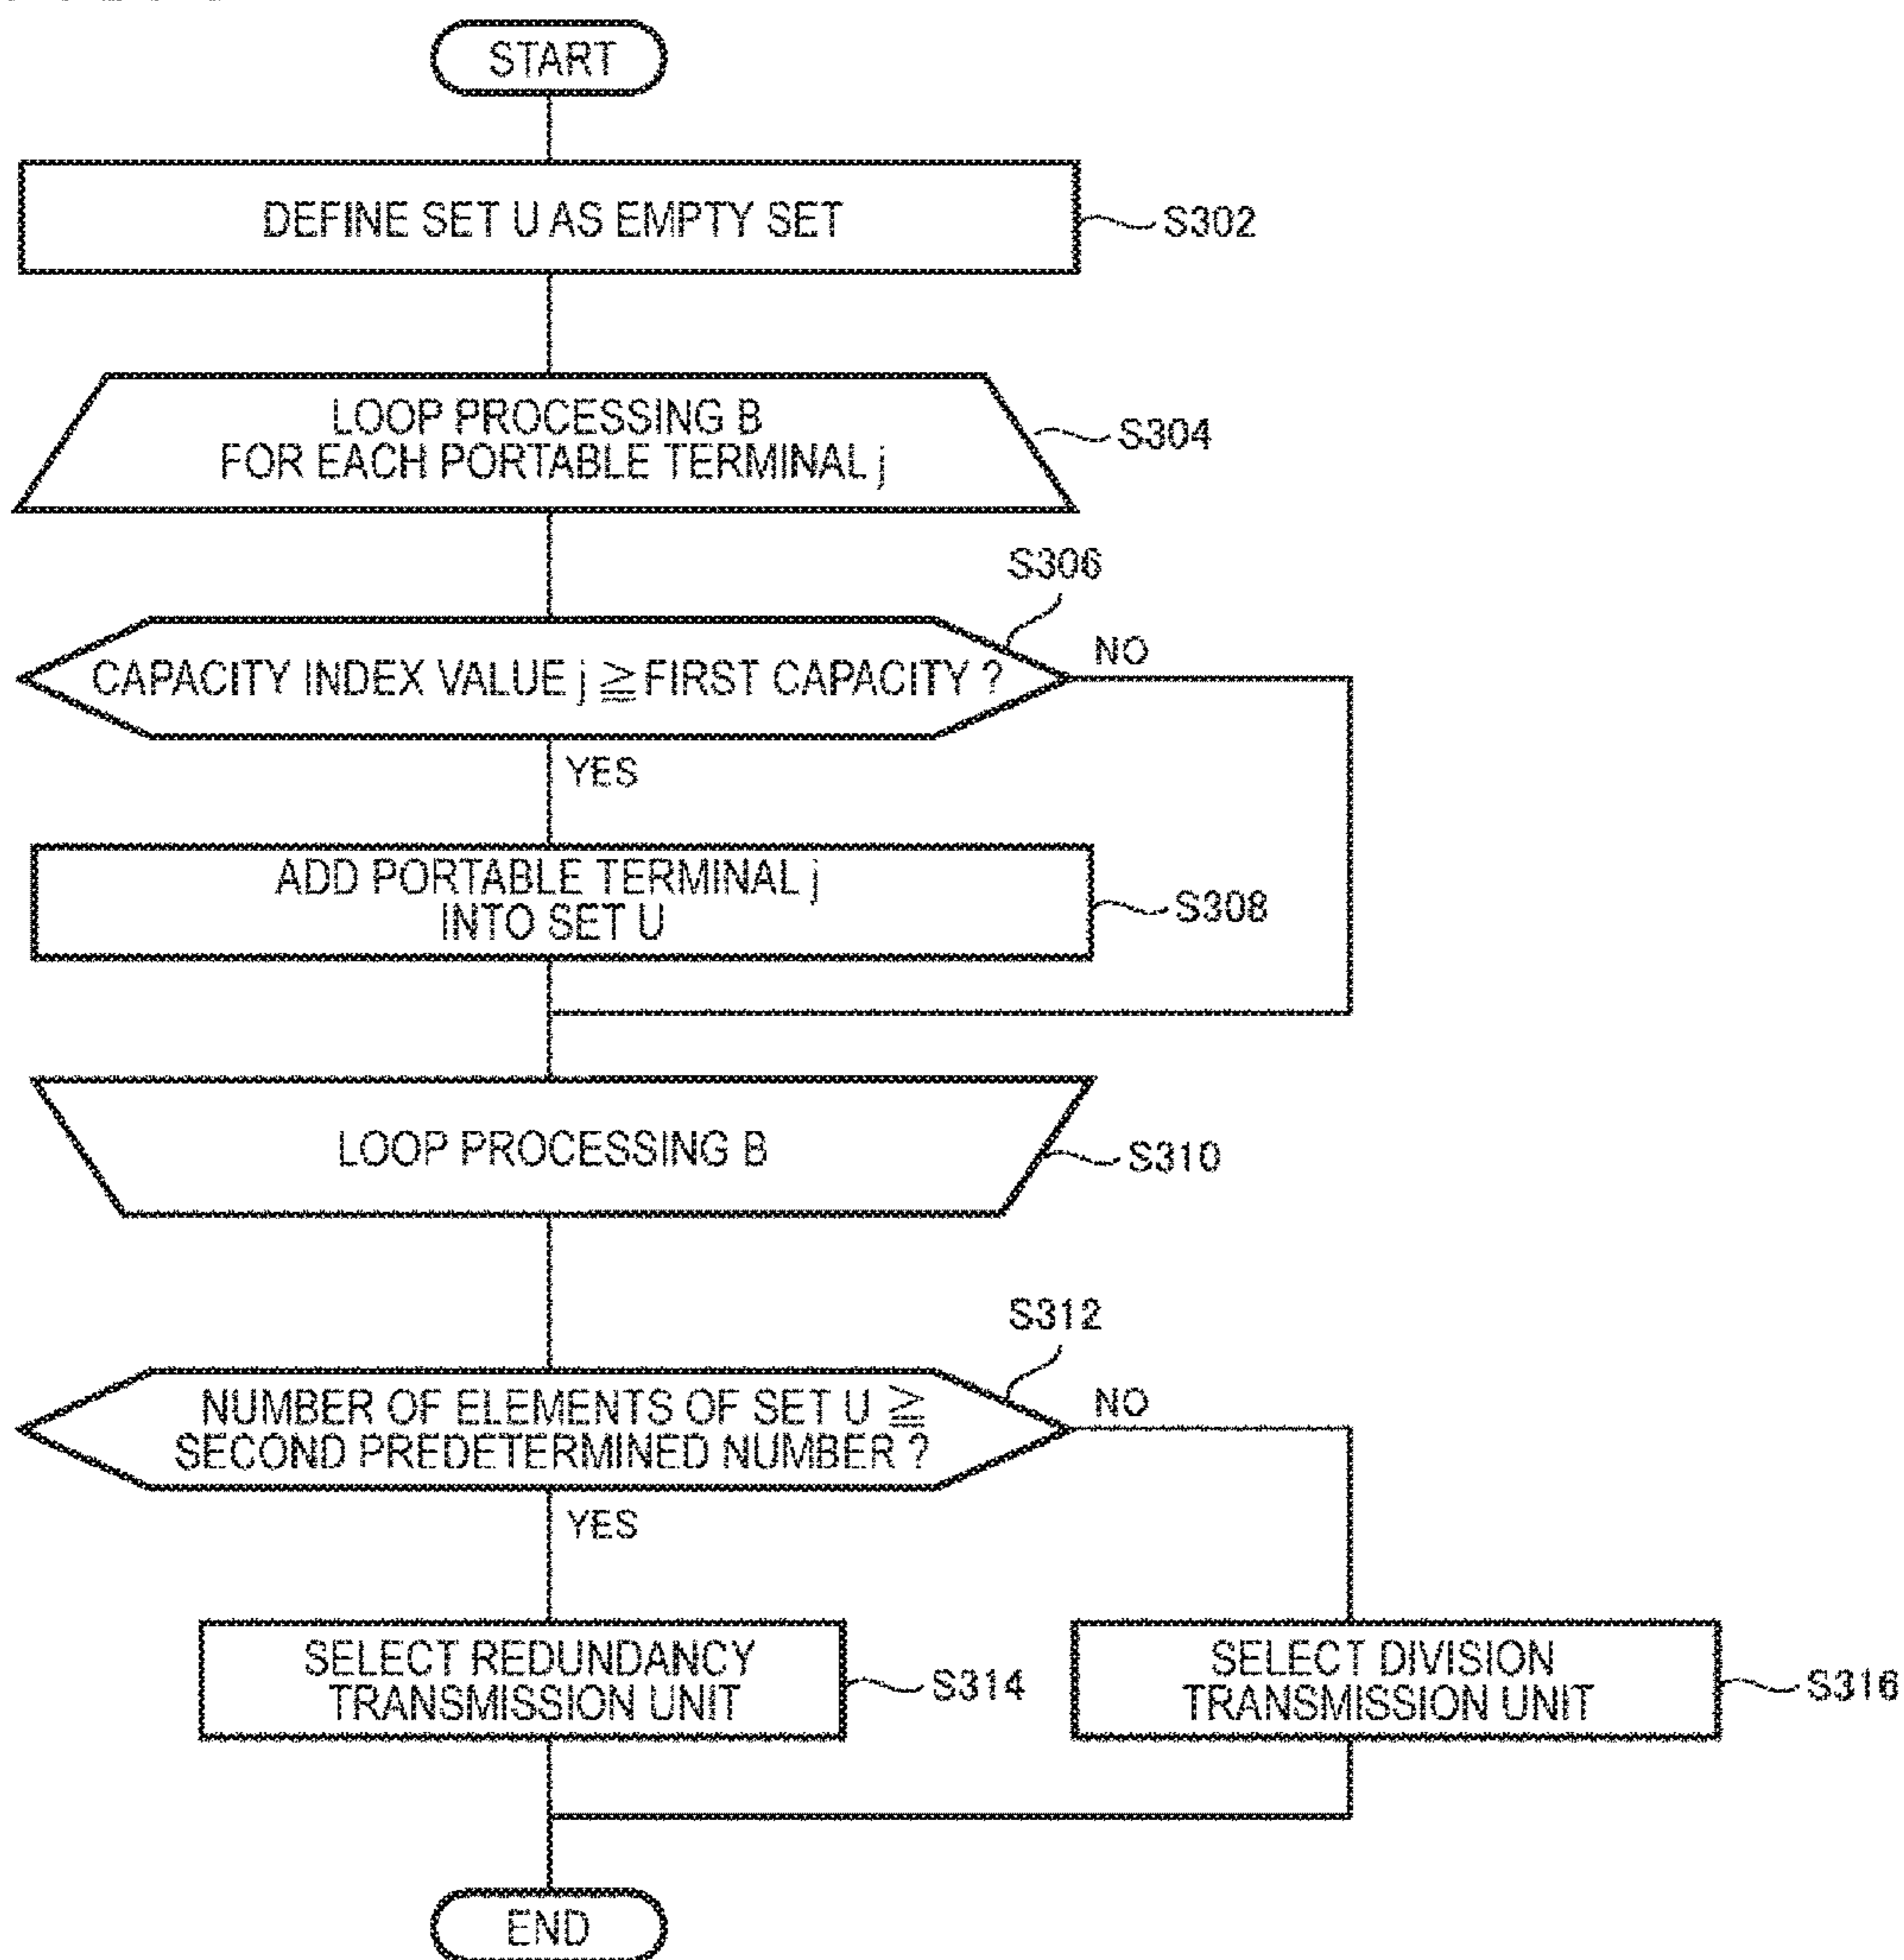 START
DEFINE SET U AS EMPTY SET
S302
LOOP PROCESSING B
FOR EACH PORTABLE TERMINAL j
S304
S306
CAPACITY INDEX VALUE j ≧ FIRST CAPACITY ?
NO
YES
ADD PORTABLE TERMINAL j
INTO SET U
S308
LOOP PROCESSING B
S310
S312
NUMBER OF ELEMENTS OF SET U ≧
SECOND PREDETERMINED NUMBER ?
NO
YES
SELECT REDUNDANCY
TRANSMISSION UNIT
S314
SELECT DIVISION
TRANSMISSION UNIT
S316
END